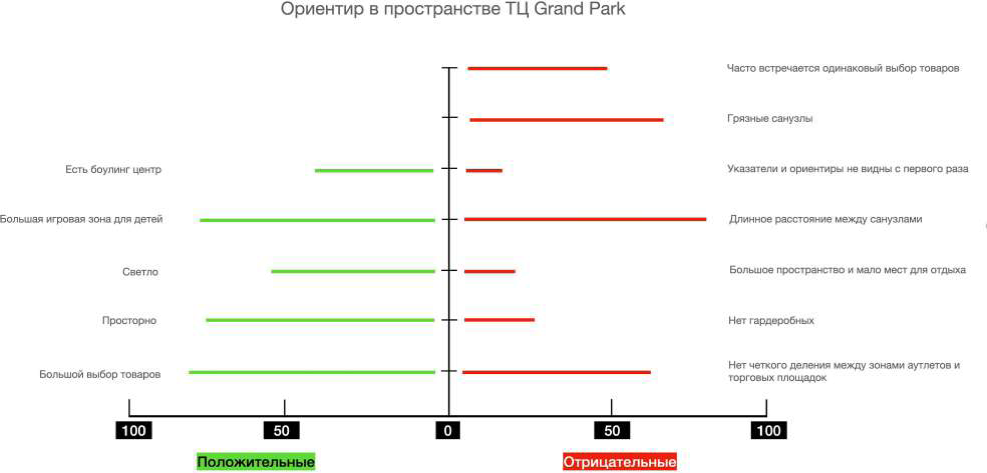 Ориентир в пространстве ТЦ Grand Park
Часто встречается одинаковый выбор товаров
Грязные санузлы
Есть боулинг центр
Указатели и ориентиры не видны с первого раза
Большая игровая зона для детей
Длинное расстояние между санузлами
Светло
Большое пространство и мало мест для отдыха
Просторно
Нет гардеробных
Большой выбор товаров
Нет четкого деления между зонами аутлетов и
торговых площадок
100
50
0
50
100
Положительные
Отрицательные